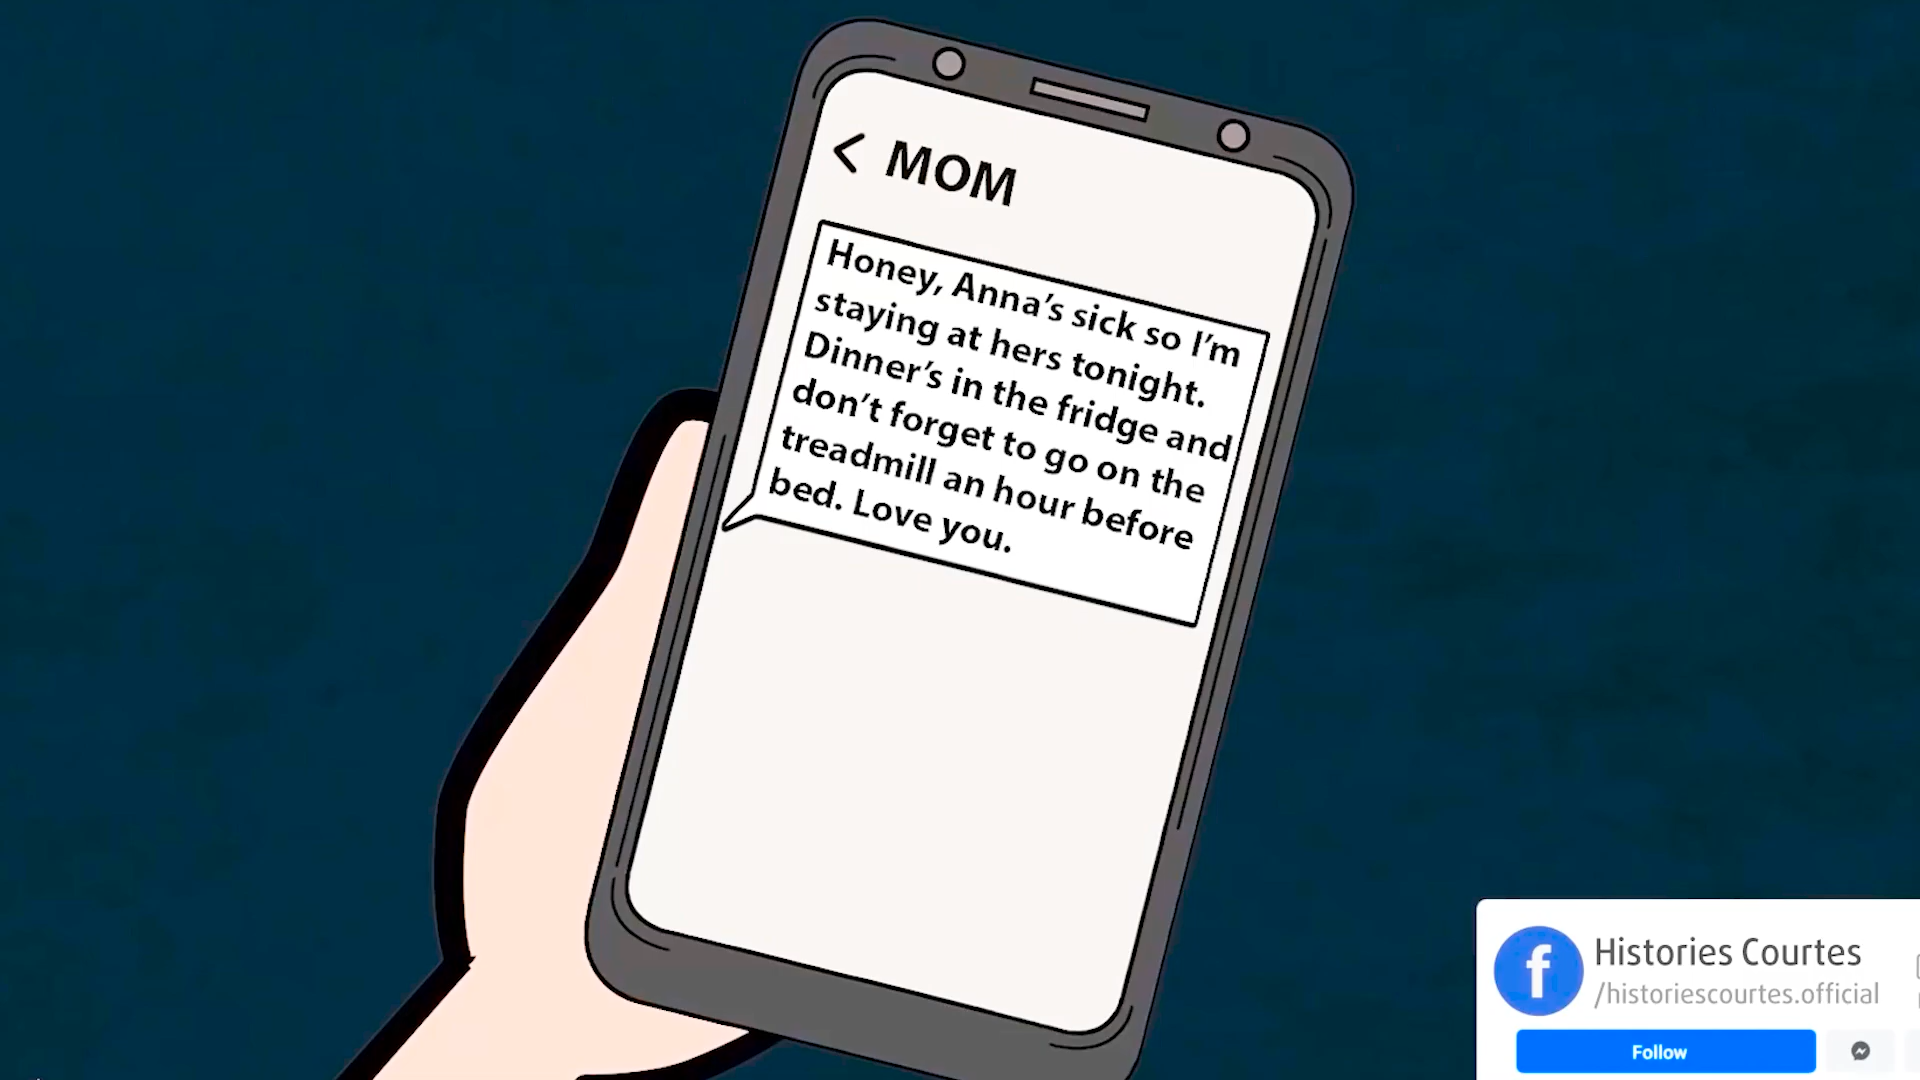 < MOM
Honey, Anna's sick so I'm
staying at hers tonight.
Dinner's in the fridge and
don't forget to go on the
treadmill an hour before
bed. Love you.
Histories Courtes
/historiescourtes.official
Follow